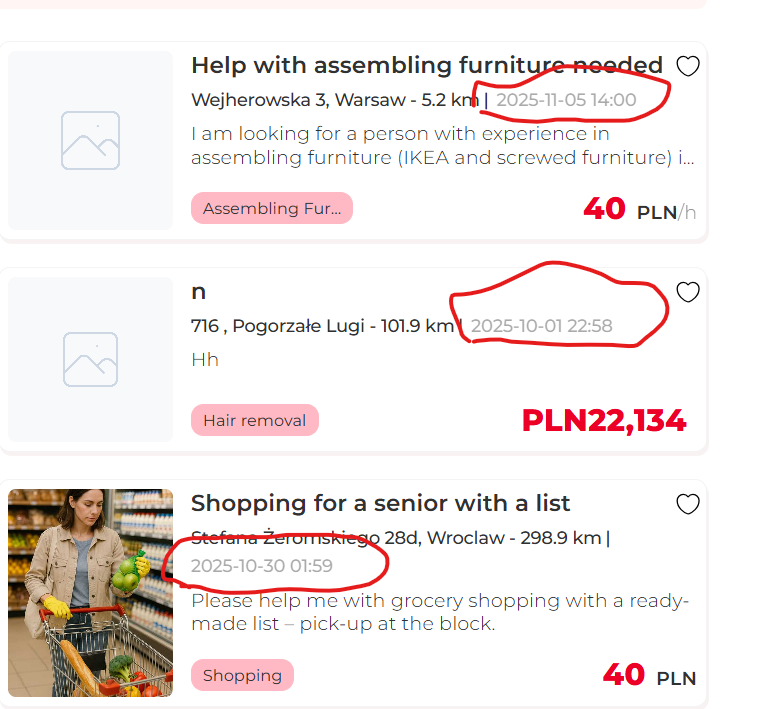 Help with assembling furniture needed
Wejherowska 3, Warsaw - 5.2 km | 2025-11-05 14:00
I am looking for a person with experience in
assembling furniture (IKEA and screwed furniture) i...
Assembling Fur...
40 PLN/h
n
716 , Pogorzałe Lugi - 101.9 km | 2025-10-01 22:58
Hh
Hair removal
PLN22,134
Shopping for a senior with a list
Stefana Żeromskiego 28d, Wroclaw - 298.9 km |
2025-10-30 01:59
Please help me with grocery shopping with a ready-
made list – pick-up at the block.
Shopping
40 PLN